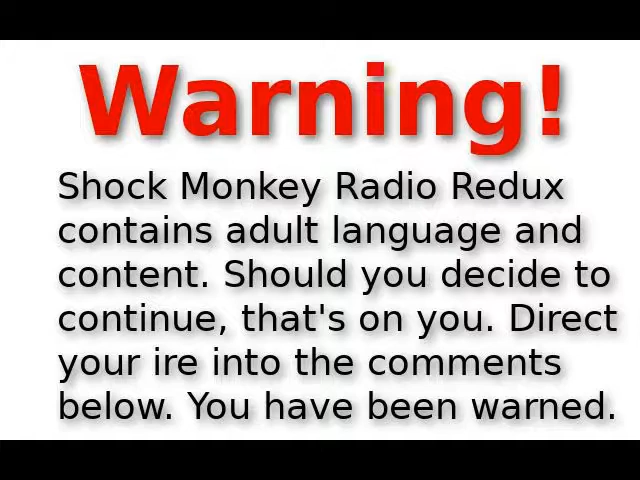 Warning!
Shock Monkey Radio Redux
contains adult language and
content. Should you decide to
continue, that's on you. Direct
your ire into the comments
below. You have been warned.